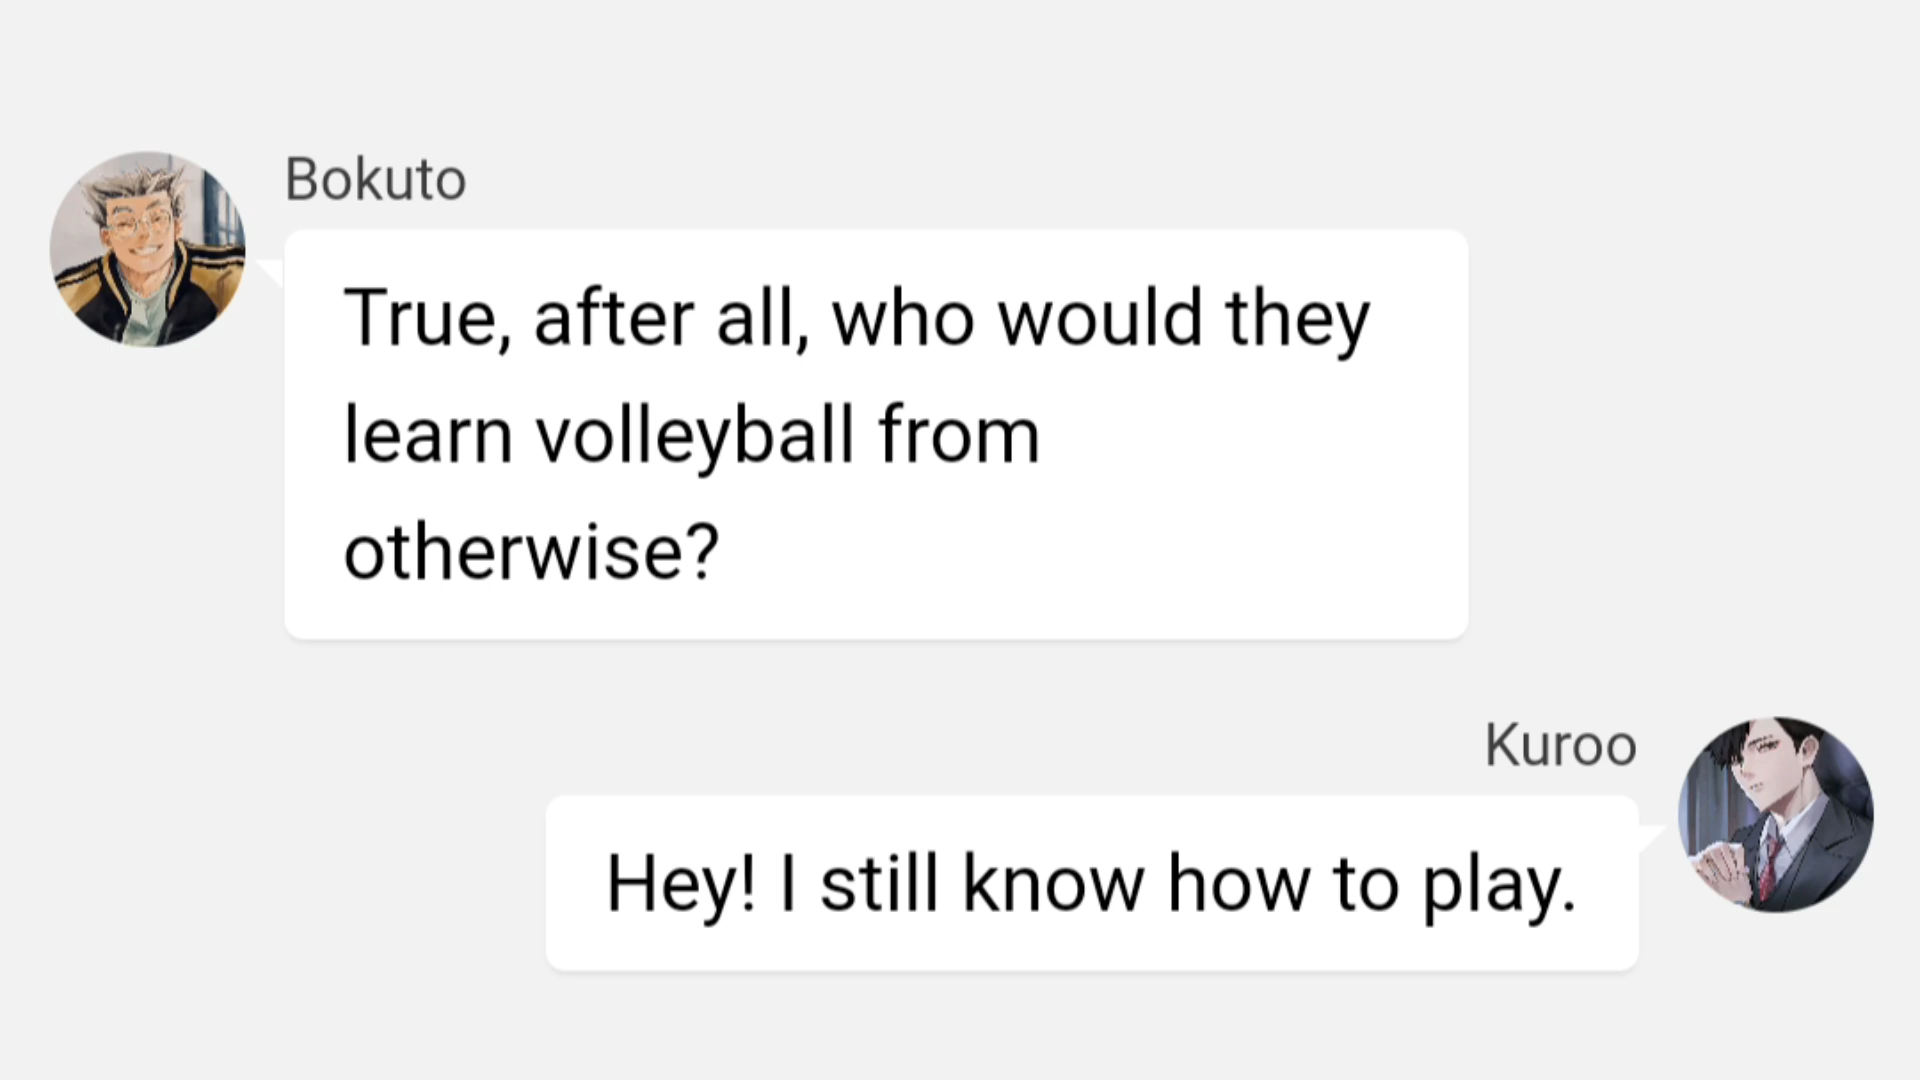 Bokuto
True, after all, who would they
learn volleyball from
otherwise?
Kuroo
Hey! I still know how to play.